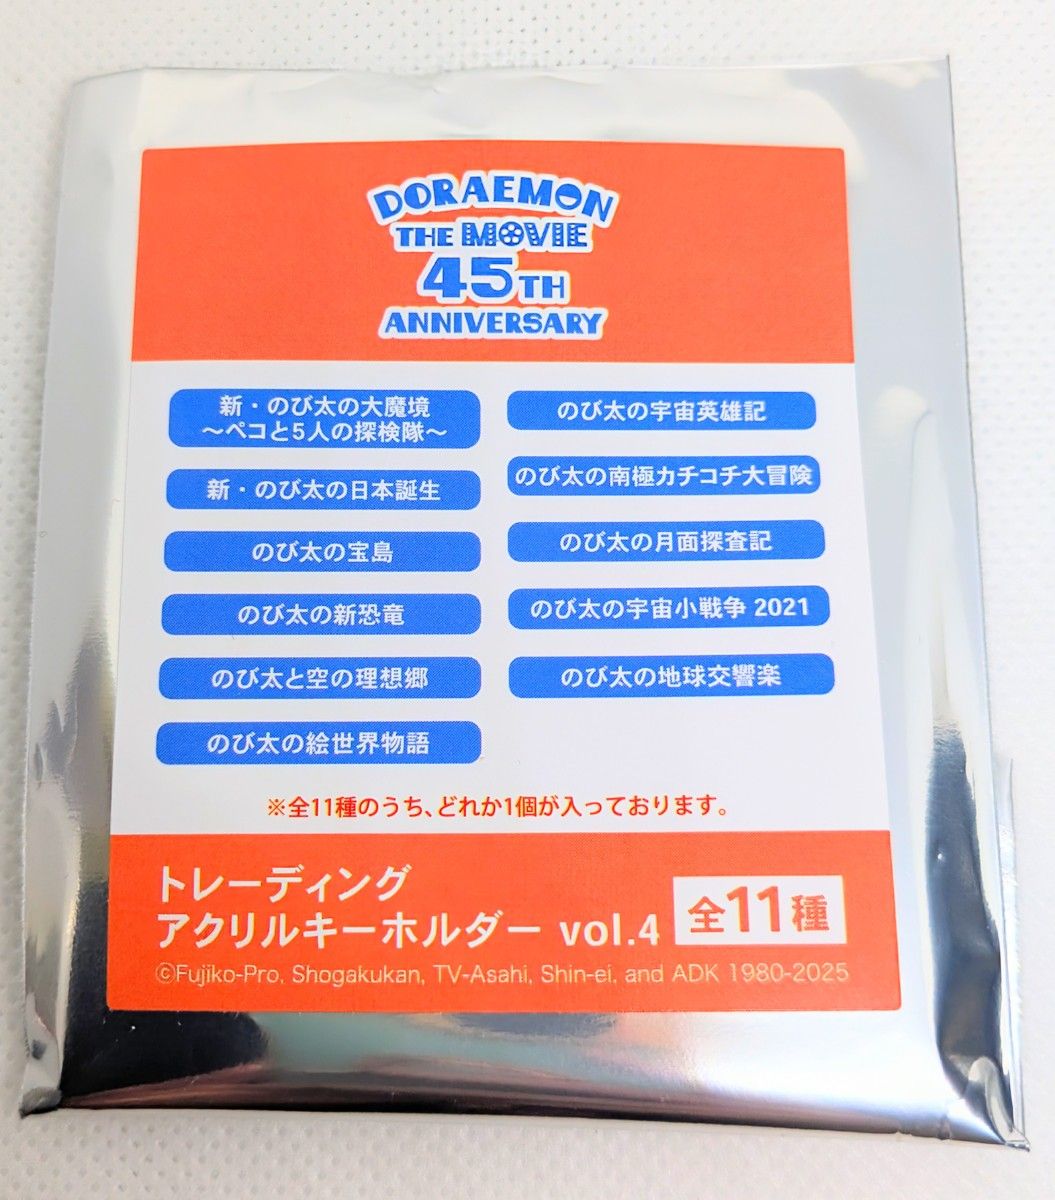 DORAEMON
THE MOVIE
45TH
ANNIVERSARY
新・のび太の大魔境
～ペコと5人の探検隊～
新・のび太の日本誕生
のび太の宝島
のび太の新恐竜
のび太と空の理想郷
のび太の絵世界物語
のび太の宇宙英雄記
のび太の南極カチコチ大冒険
のび太の月面探査記
のび太の宇宙小戦争 2021
のび太の地球交響楽
※全11種のうち、どれか1個が入っております。
トレーディング
アクリルキーホルダー vol.4
全11種
©Fujiko-Pro, Shogakukan, TV-Asahi, Shin-ei, and ADK 1980-2025